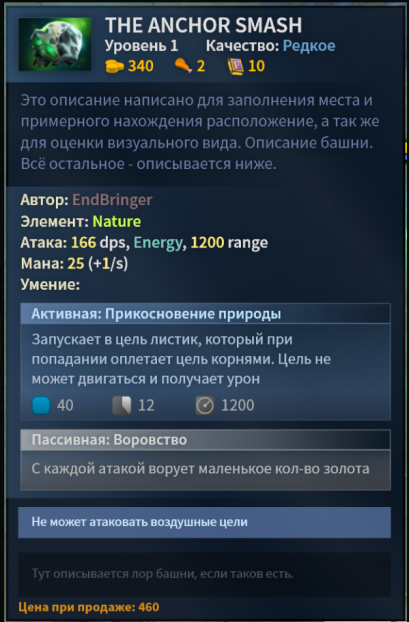 THE ANCHOR SMASH
Уровень 1 Качество: Редкое
340 2 10
Это описание написано для заполнения места и
примерного нахождения расположение, а так же
для оценки визуального вида. Описание башни.
Всё остальное - описывается ниже.
Автор: EndBringer
Элемент: Nature
Атака: 166 dps, Energy, 1200 range
Мана: 25 (+1/s)
Умение:
Активная: Прикосновение природы
Запускает в цель листик, который при
попадании оплетает цель корнями. Цель не
может двигаться и получает урон
40 12 1200
Пассивная: Воровство
С каждой атакой ворует маленькое кол-во золота
Не может атаковать воздушные цели
Тут описывается лор башни, если таков есть.
Цена при продаже: 460